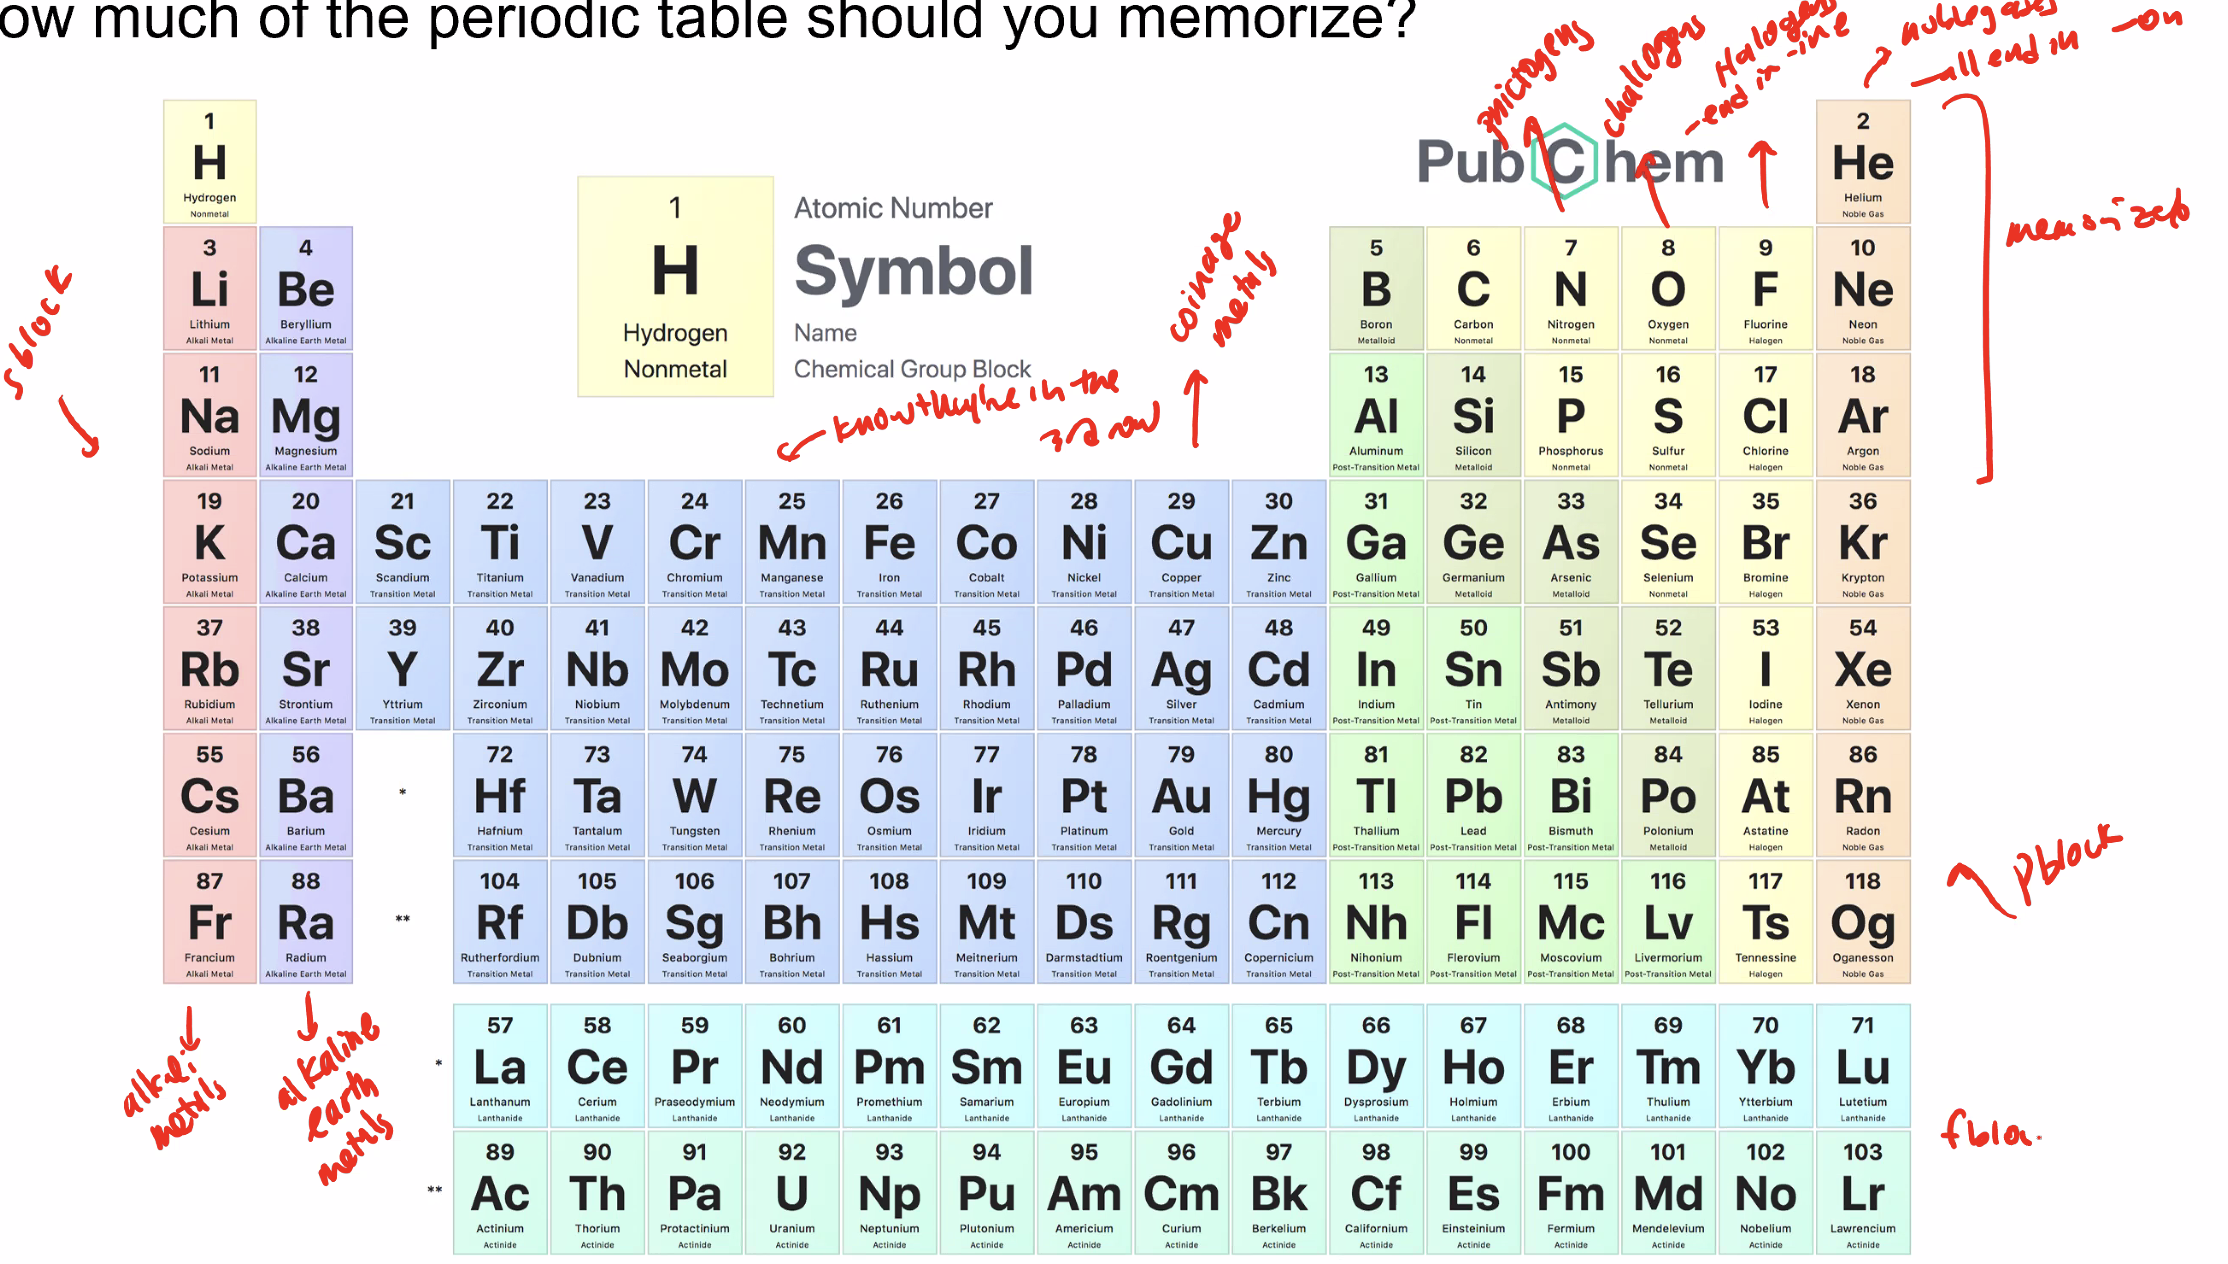 ow much of the periodic table should you memorize?
pnictogens
challogens
Halogens
-end in -ine
noblegases
-all end in -on
1
H
Hydrogen
Nonmetal
1 Atomic Number
H Symbol
Hydrogen Name
Nonmetal Chemical Group Block
PubChem
2
He
Helium
Noble Gas
memorize
sblock
coinage
metals
know they're in the
3d row
3 4 5 6 7 8 9 10
Li Be B C N O F Ne
Lithium Beryllium Boron Carbon Nitrogen Oxygen Fluorine Neon
Alkali Metal Alkaline Earth Metal Metalloid Nonmetal Nonmetal Nonmetal Halogen Noble Gas
11 12 13 14 15 16 17 18
Na Mg Al Si P S Cl Ar
Sodium Magnesium Aluminum Silicon Phosphorus Sulfur Chlorine Argon
Alkali Metal Alkaline Earth Metal Post-Transition Metal Metalloid Nonmetal Nonmetal Halogen Noble Gas
19 20 21 22 23 24 25 26 27 28 29 30 31 32 33 34 35 36
K Ca Sc Ti V Cr Mn Fe Co Ni Cu Zn Ga Ge As Se Br Kr
Potassium Calcium Scandium Titanium Vanadium Chromium Manganese Iron Cobalt Nickel Copper Zinc Gallium Germanium Arsenic Selenium Bromine Krypton
Alkali Metal Alkaline Earth Metal Transition Metal Transition Metal Transition Metal Transition Metal Transition Metal Transition Metal Transition Metal Transition Metal Transition Metal Transition Metal Post-Transition Metal Metalloid Metalloid Nonmetal Halogen Noble Gas
37 38 39 40 41 42 43 44 45 46 47 48 49 50 51 52 53 54
Rb Sr Y Zr Nb Mo Tc Ru Rh Pd Ag Cd In Sn Sb Te I Xe
Rubidium Strontium Yttrium Zirconium Niobium Molybdenum Technetium Ruthenium Rhodium Palladium Silver Cadmium Indium Tin Antimony Tellurium Iodine Xenon
Alkali Metal Alkaline Earth Metal Transition Metal Transition Metal Transition Metal Transition Metal Transition Metal Transition Metal Transition Metal Transition Metal Transition Metal Transition Metal Post-Transition Metal Post-Transition Metal Metalloid Metalloid Halogen Noble Gas
55 56 * 72 73 74 75 76 77 78 79 80 81 82 83 84 85 86
Cs Ba Hf Ta W Re Os Ir Pt Au Hg Tl Pb Bi Po At Rn
Cesium Barium Hafnium Tantalum Tungsten Rhenium Osmium Iridium Platinum Gold Mercury Thallium Lead Bismuth Polonium Astatine Radon
Alkali Metal Alkaline Earth Metal Transition Metal Transition Metal Transition Metal Transition Metal Transition Metal Transition Metal Transition Metal Transition Metal Transition Metal Post-Transition Metal Post-Transition Metal Post-Transition Metal Metalloid Halogen Noble Gas
pblock
87 88 ** 104 105 106 107 108 109 110 111 112 113 114 115 116 117 118
Fr Ra Rf Db Sg Bh Hs Mt Ds Rg Cn Nh Fl Mc Lv Ts Og
Francium Radium Rutherfordium Dubnium Seaborgium Bohrium Hassium Meitnerium Darmstadtium Roentgenium Copernicium Nihonium Flerovium Moscovium Livermorium Tennessine Oganesson
Alkali Metal Alkaline Earth Metal Transition Metal Transition Metal Transition Metal Transition Metal Transition Metal Transition Metal Transition Metal Transition Metal Transition Metal Post-Transition Metal Post-Transition Metal Post-Transition Metal Post-Transition Metal Halogen Noble Gas
alkali
metals
alkaline
earth
metals
57 58 59 60 61 62 63 64 65 66 67 68 69 70 71
* La Ce Pr Nd Pm Sm Eu Gd Tb Dy Ho Er Tm Yb Lu
Lanthanum Cerium Praseodymium Neodymium Promethium Samarium Europium Gadolinium Terbium Dysprosium Holmium Erbium Thulium Ytterbium Lutetium
Lanthanide Lanthanide Lanthanide Lanthanide Lanthanide Lanthanide Lanthanide Lanthanide Lanthanide Lanthanide Lanthanide Lanthanide Lanthanide Lanthanide Lanthanide
fbloc
89 90 91 92 93 94 95 96 97 98 99 100 101 102 103
** Ac Th Pa U Np Pu Am Cm Bk Cf Es Fm Md No Lr
Actinium Thorium Protactinium Uranium Neptunium Plutonium Americium Curium Berkelium Californium Einsteinium Fermium Mendelevium Nobelium Lawrencium
Actinide Actinide Actinide Actinide Actinide Actinide Actinide Actinide Actinide Actinide Actinide Actinide Actinide Actinide Actinide